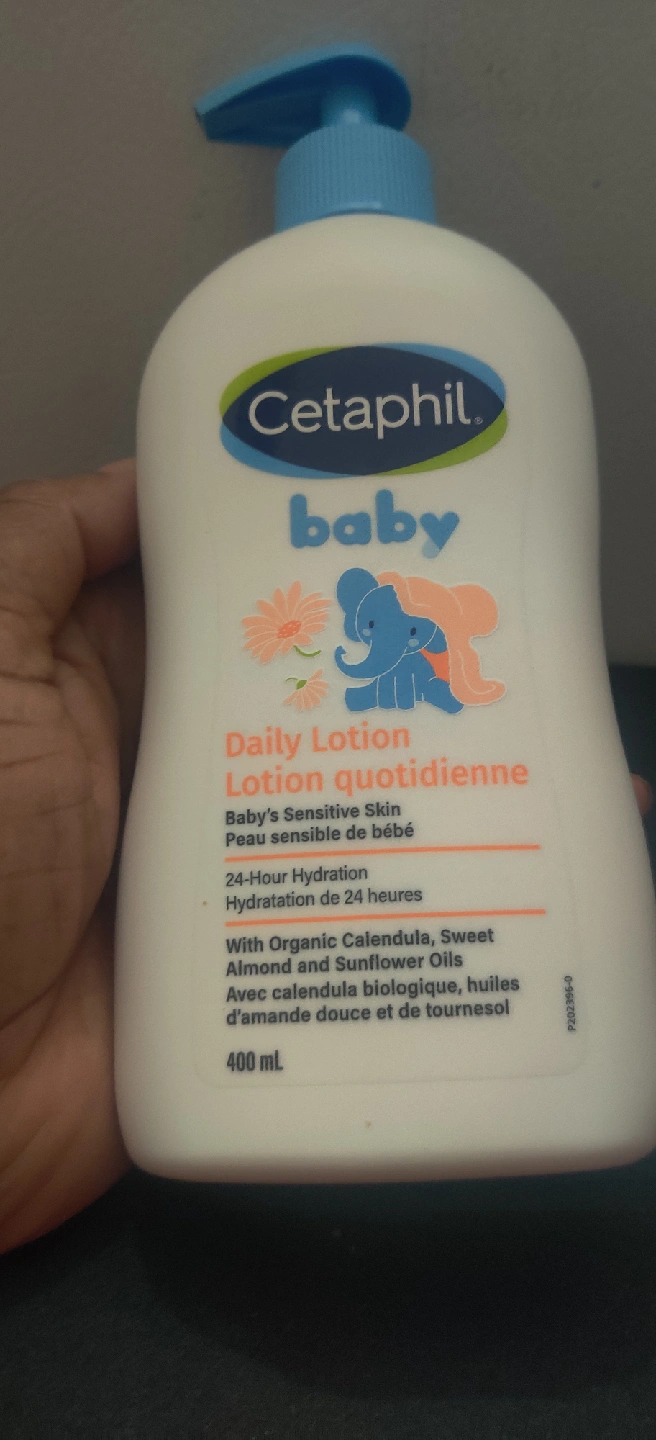 Cetaphil®
baby
Daily Lotion
Lotion quotidienne
Baby's Sensitive Skin
Peau sensible de bébé
24-Hour Hydration
Hydratation de 24 heures
With Organic Calendula, Sweet
Almond and Sunflower Oils
Avec calendula biologique, huiles
d'amande douce et de tournesol
400 mL
P202395-0